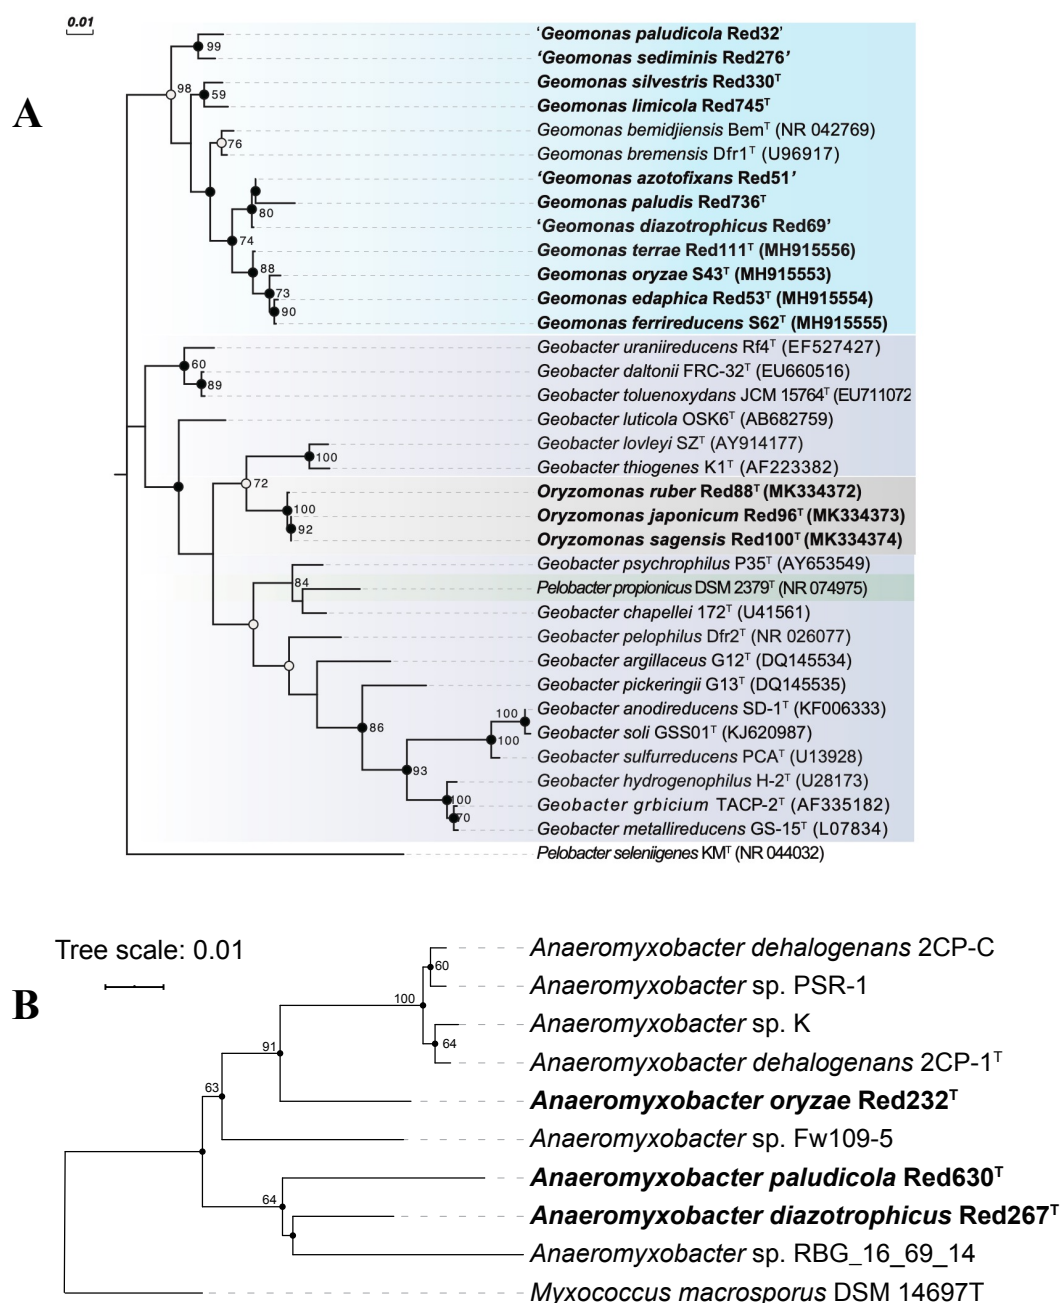 0.01
A
99
98
59
76
80
74
88
73
90
60
89
100
72
100
92
84
86
100
100
93
100
70
‘Geomonas paludicola Red32’
‘Geomonas sediminis Red276’
Geomonas silvestris Red330ᵀ
Geomonas limicola Red745ᵀ
Geomonas bemidjiensis Bemᵀ (NR 042769)
Geomonas bremensis Dfr1ᵀ (U96917)
‘Geomonas azotofixans Red51’
Geomonas paludis Red736ᵀ
‘Geomonas diazotrophicus Red69’
Geomonas terrae Red111ᵀ (MH915556)
Geomonas oryzae S43ᵀ (MH915553)
Geomonas edaphica Red53ᵀ (MH915554)
Geomonas ferrireducens S62ᵀ (MH915555)
Geobacter uraniireducens Rf4ᵀ (EF527427)
Geobacter daltonii FRC-32ᵀ (EU660516)
Geobacter toluenoxydans JCM 15764ᵀ (EU711072
Geobacter luticola OSK6ᵀ (AB682759)
Geobacter lovleyi SZᵀ (AY914177)
Geobacter thiogenes K1ᵀ (AF223382)
Oryzomonas ruber Red88ᵀ (MK334372)
Oryzomonas japonicum Red96ᵀ (MK334373)
Oryzomonas sagensis Red100ᵀ (MK334374)
Geobacter psychrophilus P35ᵀ (AY653549)
Pelobacter propionicus DSM 2379ᵀ (NR 074975)
Geobacter chapellei 172ᵀ (U41561)
Geobacter pelophilus Dfr2ᵀ (NR 026077)
Geobacter argillaceus G12ᵀ (DQ145534)
Geobacter pickeringii G13ᵀ (DQ145535)
Geobacter anodireducens SD-1ᵀ (KF006333)
Geobacter soli GSS01ᵀ (KJ620987)
Geobacter sulfurreducens PCAᵀ (U13928)
Geobacter hydrogenophilus H-2ᵀ (U28173)
Geobacter grbicium TACP-2ᵀ (AF335182)
Geobacter metallireducens GS-15ᵀ (L07834)
Pelobacter seleniigenes KMᵀ (NR 044032)
Tree scale: 0.01
B
60
100
64
91
63
64
Anaeromyxobacter dehalogenans 2CP-C
Anaeromyxobacter sp. PSR-1
Anaeromyxobacter sp. K
Anaeromyxobacter dehalogenans 2CP-1ᵀ
Anaeromyxobacter oryzae Red232ᵀ
Anaeromyxobacter sp. Fw109-5
Anaeromyxobacter paludicola Red630ᵀ
Anaeromyxobacter diazotrophicus Red267ᵀ
Anaeromyxobacter sp. RBG_16_69_14
Myxococcus macrosporus DSM 14697T